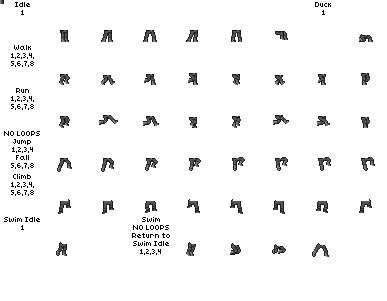 Idle
1
Duck
1
Walk
1,2,3,4,
5,6,7,8
Run
1,2,3,4,
5,6,7,8
NO LOOPS
Jump
1,2,3,4
Fall
5,6,7,8
Climb
1,2,3,4,
5,6,7,8
Swim Idle
1
Swim
NO LOOPS
Return to
Swim Idle
1,2,3,4